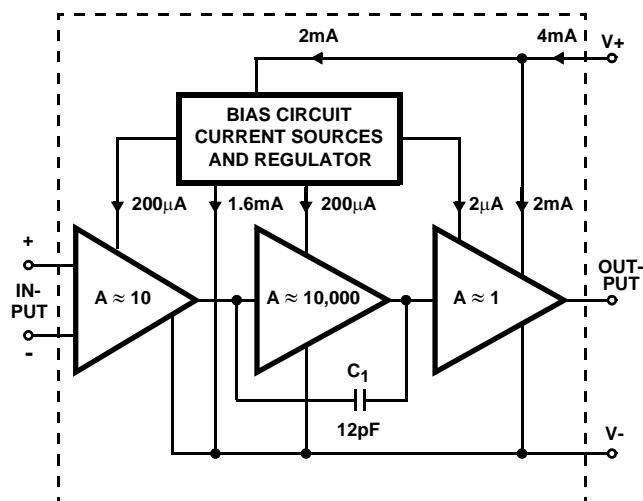 2mA
4mA
V+
BIAS CIRCUIT
CURRENT SOURCES
AND REGULATOR
200μA
1.6mA
200μA
2μA
2mA
+
IN-
PUT
-
A ≈ 10
A ≈ 10,000
A ≈ 1
OUT-
PUT
C1
12pF
V-